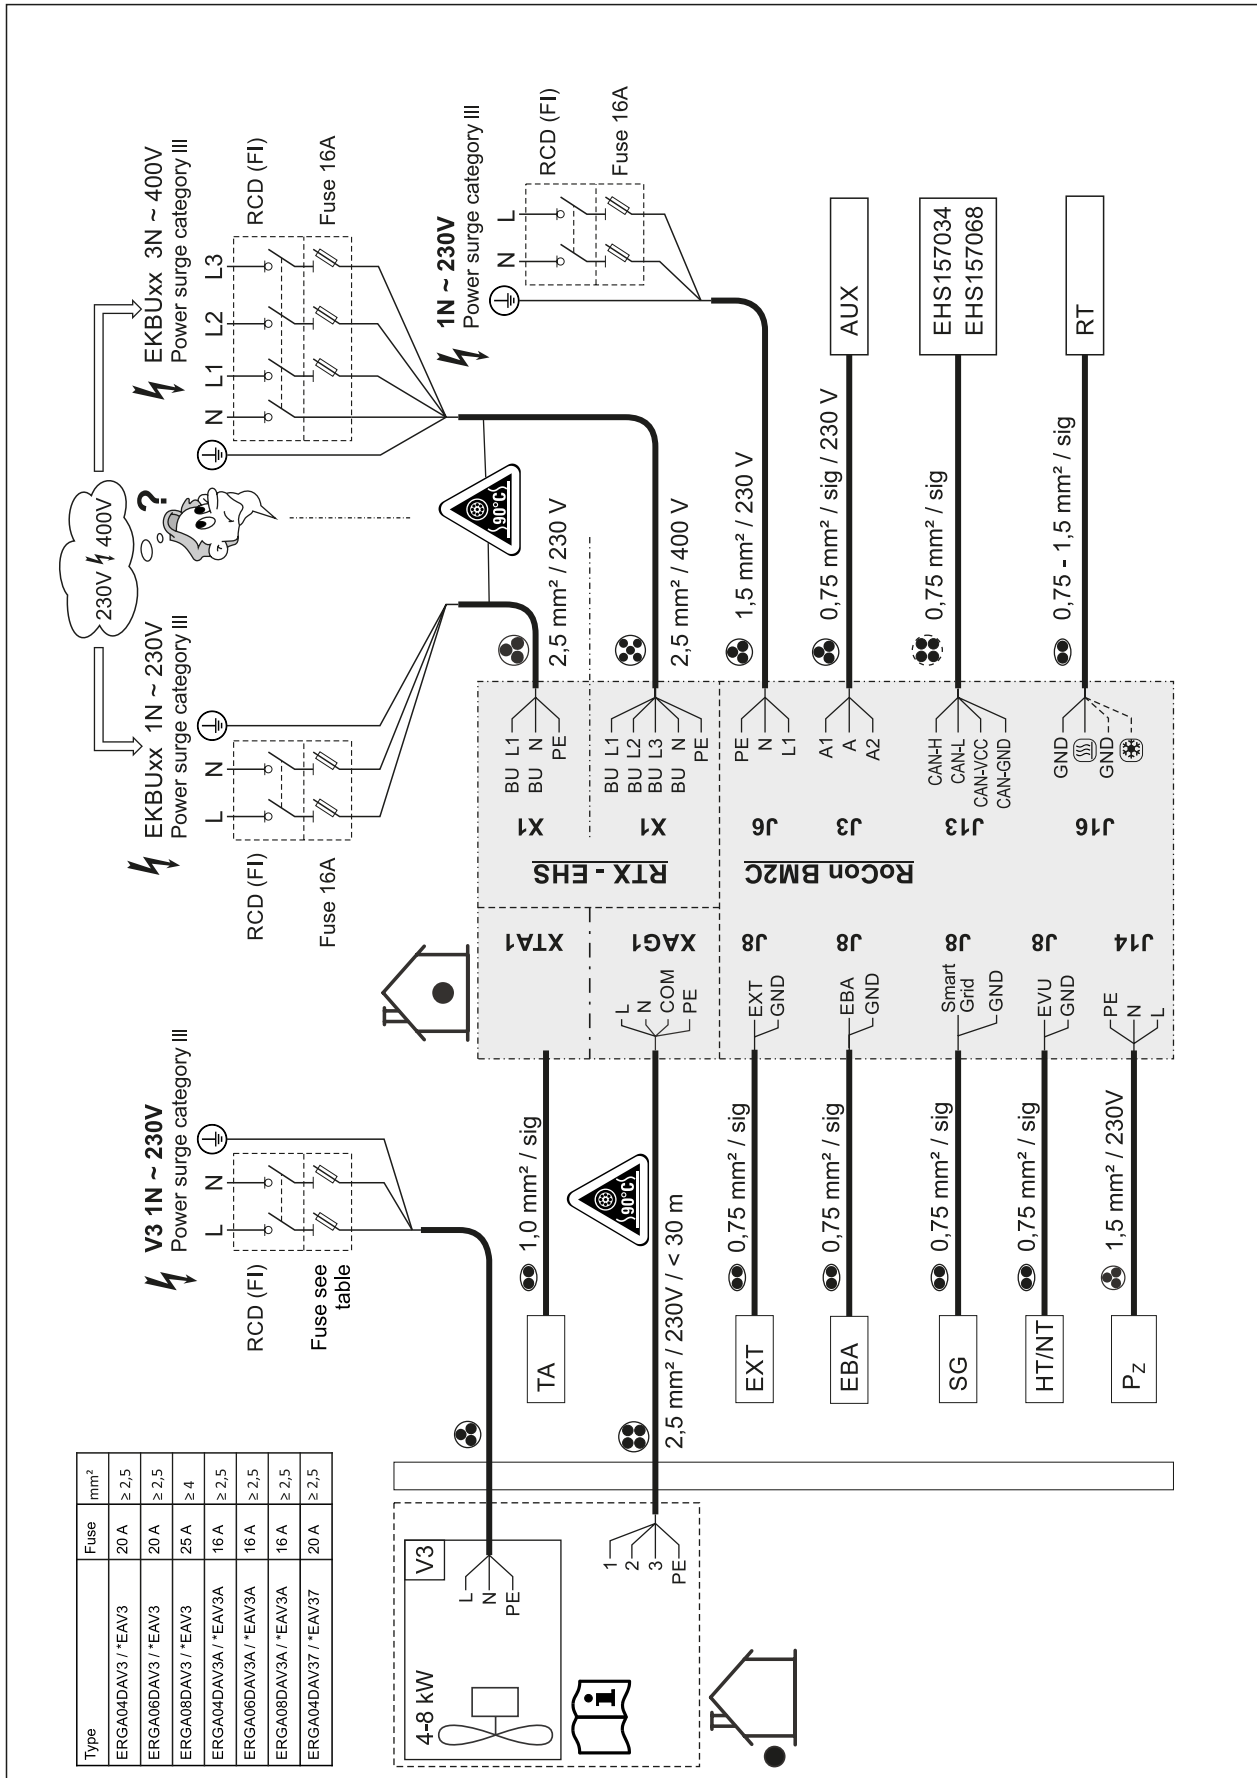 Type Fuse mm²
ERGA04DAV3 / *EAV3 20 A ≥ 2,5
ERGA06DAV3 / *EAV3 20 A ≥ 2,5
ERGA08DAV3 / *EAV3 25 A ≥ 4
ERGA04DAV3A / *EAV3A 16 A ≥ 2,5
ERGA06DAV3A / *EAV3A 16 A ≥ 2,5
ERGA08DAV3A / *EAV3A 16 A ≥ 2,5
ERGA04DAV37 / *EAV37 20 A ≥ 2,5
V3 1N ~ 230V
Power surge category III
L N
RCD (FI)
Fuse see
table
230V 400V
?
EKBUxx 1N ~ 230V
Power surge category III
L N
RCD (FI)
Fuse 16A
EKBUxx 3N ~ 400V
Power surge category III
N L1 L2 L3
RCD (FI)
Fuse 16A
1N ~ 230V
Power surge category III
N L
RCD (FI)
Fuse 16A
90°C
4-8 kW
V3
L
N
PE
1
2
3
PE
i
TA
1,0 mm² / sig
90°C
2,5 mm² / 230V / < 30 m
EXT
0,75 mm² / sig
EBA
0,75 mm² / sig
SG
0,75 mm² / sig
HT/NT
0,75 mm² / sig
Pz
1,5 mm² / 230V
XTA1
XAG1
L
N
COM
PE
J8
EXT
GND
J8
EBA
GND
J8
Smart
Grid
GND
J8
EVU
GND
J14
PE
N
L
RTX - EHS
RoCon BM2C
X1
BU L1
BU N
PE
2,5 mm² / 230 V
X1
BU L1
BU L2
BU L3
BU N
PE
2,5 mm² / 400 V
J6
PE
N
L1
1,5 mm² / 230 V
J3
A1
A
A2
0,75 mm² / sig / 230 V
AUX
J13
CAN-H
CAN-L
CAN-VCC
CAN-GND
0,75 mm² / sig
EHS157034
EHS157068
J16
GND
GND
0,75 - 1,5 mm² / sig
RT